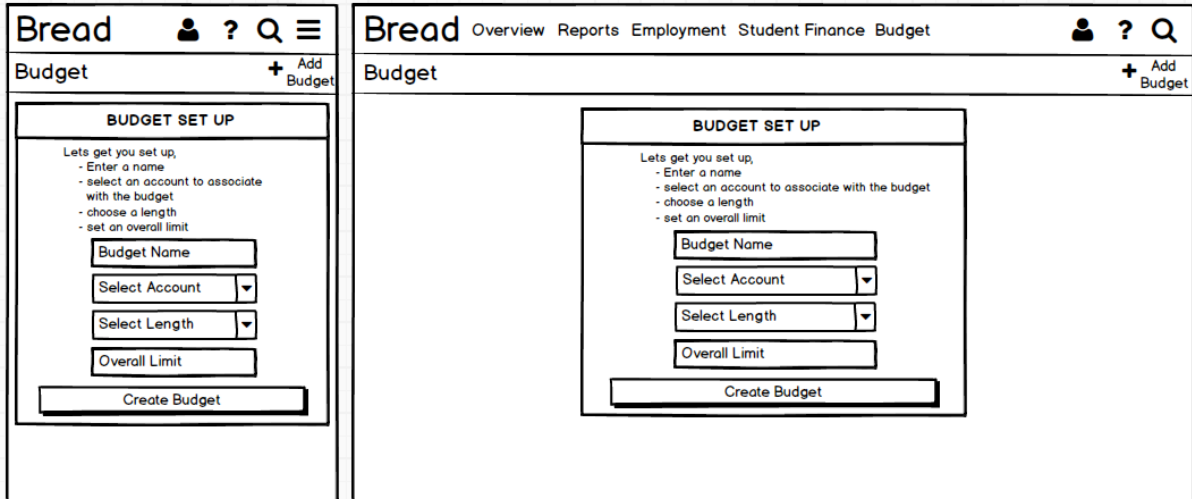 Bread ?
Budget + Add
Budget
BUDGET SET UP
Lets get you set up,
- Enter a name
- select an account to associate
with the budget
- choose a length
- set an overall limit
Budget Name
Select Account
Select Length
Overall Limit
Create Budget
Bread Overview Reports Employment Student Finance Budget ?
Budget + Add
Budget
BUDGET SET UP
Lets get you set up,
- Enter a name
- select an account to associate with the budget
- choose a length
- set an overall limit
Budget Name
Select Account
Select Length
Overall Limit
Create Budget